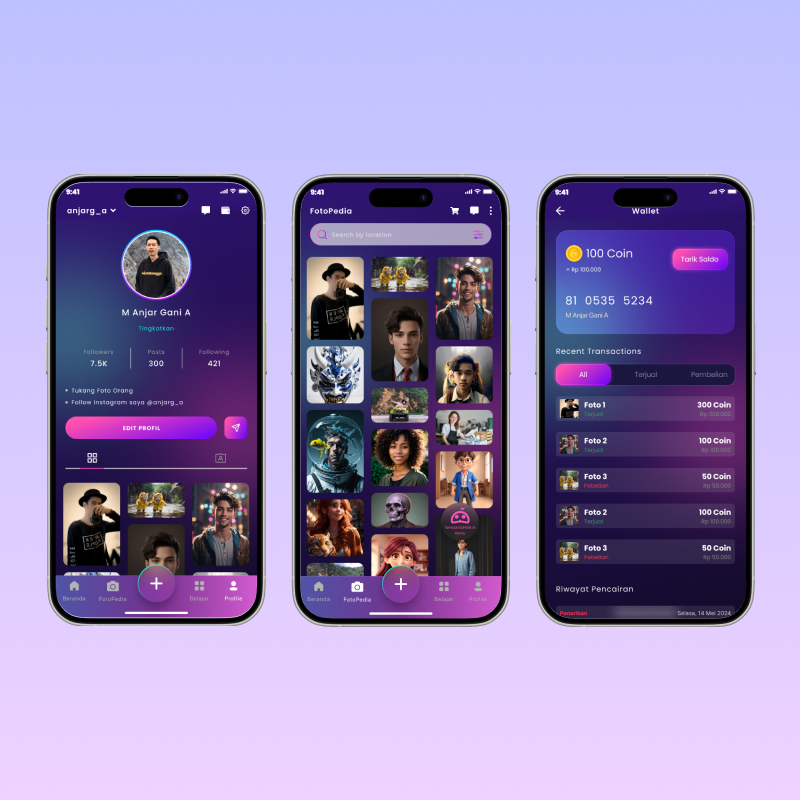 9:41
anjarg_a
M Anjar Gani A
Tingkatkan
Followers Posts Following
7.5K 300 421
• Tukang Foto Orang
• Follow Instagram saya @anjarg_a
EDIT PROFIL
Beranda FotoPedia Belajar Profile
9:41
FotoPedia
Search by location
Beranda FotoPedia Belajar Profile
9:41
Wallet
100 Coin
= Rp 100.000
Tarik Saldo
81 0535 5234
M Anjar Gani A
Recent Transactions
All Terjual Pembelian
Foto 1 300 Coin
Terjual Rp 300.000
Foto 2 100 Coin
Terjual Rp 100.000
Foto 3 50 Coin
Pebelian Rp 50.000
Foto 2 100 Coin
Terjual Rp 100.000
Foto 3 50 Coin
Pebelian Rp 50.000
Riwayat Pencairan
Penarikan Selasa, 14 Mei 2024